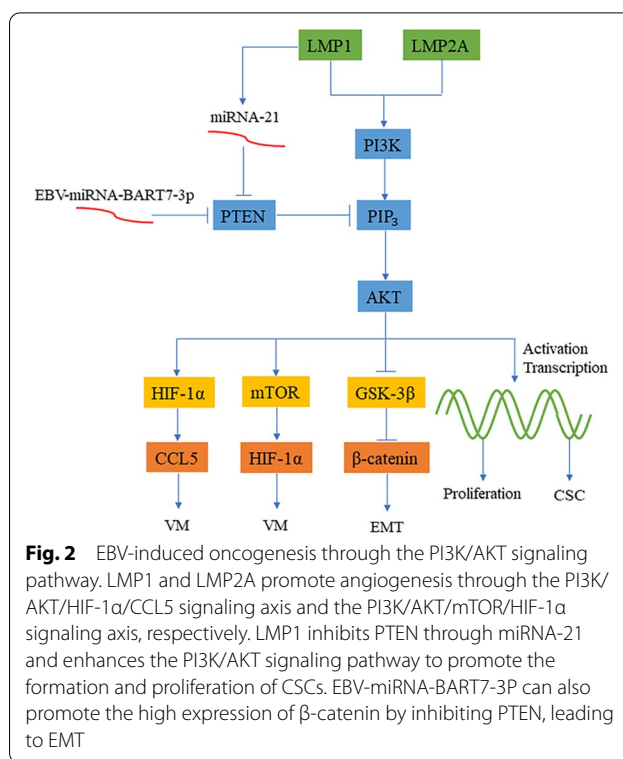 LMP1 LMP2A
miRNA-21
PI3K
EBV-miRNA-BART7-3p
PTEN PIP₃
AKT
Activation
Transcription
HIF-1α mTOR GSK-3β
CCL5 HIF-1α β-catenin
Proliferation CSC
VM VM EMT
Fig. 2 EBV-induced oncogenesis through the PI3K/AKT signaling
pathway. LMP1 and LMP2A promote angiogenesis through the PI3K/
AKT/HIF-1α/CCL5 signaling axis and the PI3K/AKT/mTOR/HIF-1α
signaling axis, respectively. LMP1 inhibits PTEN through miRNA-21
and enhances the PI3K/AKT signaling pathway to promote the
formation and proliferation of CSCs. EBV-miRNA-BART7-3P can also
promote the high expression of β-catenin by inhibiting PTEN, leading
to EMT